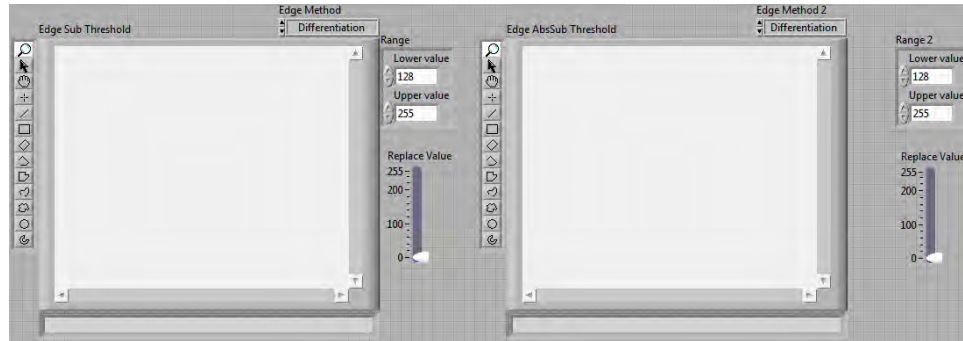 Edge Method
Edge Sub Threshold
Differentiation
Range
Lower value
128
Upper value
255
Replace Value
255
200
100
0
Edge Method 2
Edge AbsSub Threshold
Differentiation
Range 2
Lower value
128
Upper value
255
Replace Value
255
200
100
0